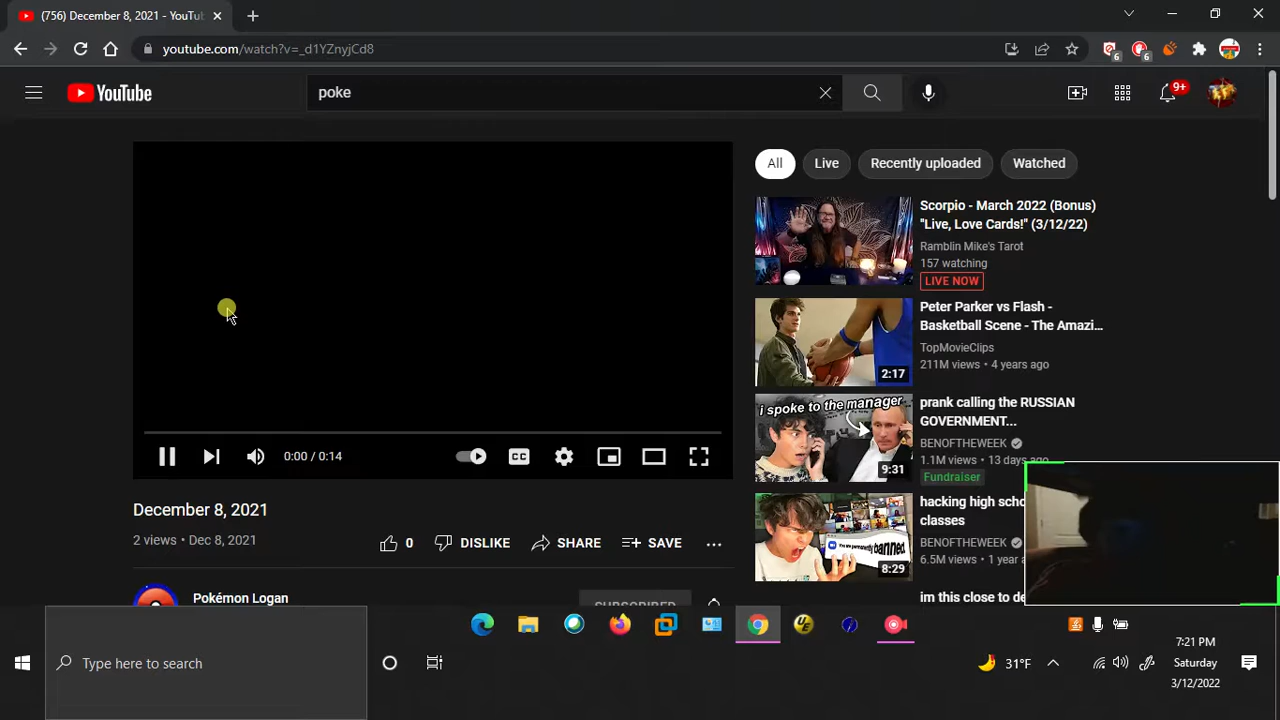 (756) December 8, 2021 - YouTu
youtube.com/watch?v=_d1YZnyjCd8
6
6
YouTube
poke
9+
All
Live
Recently uploaded
Watched
Scorpio - March 2022 (Bonus)
"Live, Love Cards!" (3/12/22)
Ramblin Mike's Tarot
157 watching
LIVE NOW
Peter Parker vs Flash -
Basketball Scene - The Amazi...
TopMovieClips
211M views • 4 years ago
2:17
i spoke to the manager
9:31
prank calling the RUSSIAN
GOVERNMENT...
BENOFTHEWEEK
1.1M views • 13 days ago
Fundraiser
hacking high scho
classes
BENOFTHEWEEK
6.5M views • 1 year a
8:29
im this close to de
0:00 / 0:14
CC
December 8, 2021
2 views • Dec 8, 2021
0
DISLIKE
SHARE
SAVE
Pokémon Logan
SUBSCRIBED
Type here to search
UE
31°F
7:21 PM
Saturday
3/12/2022